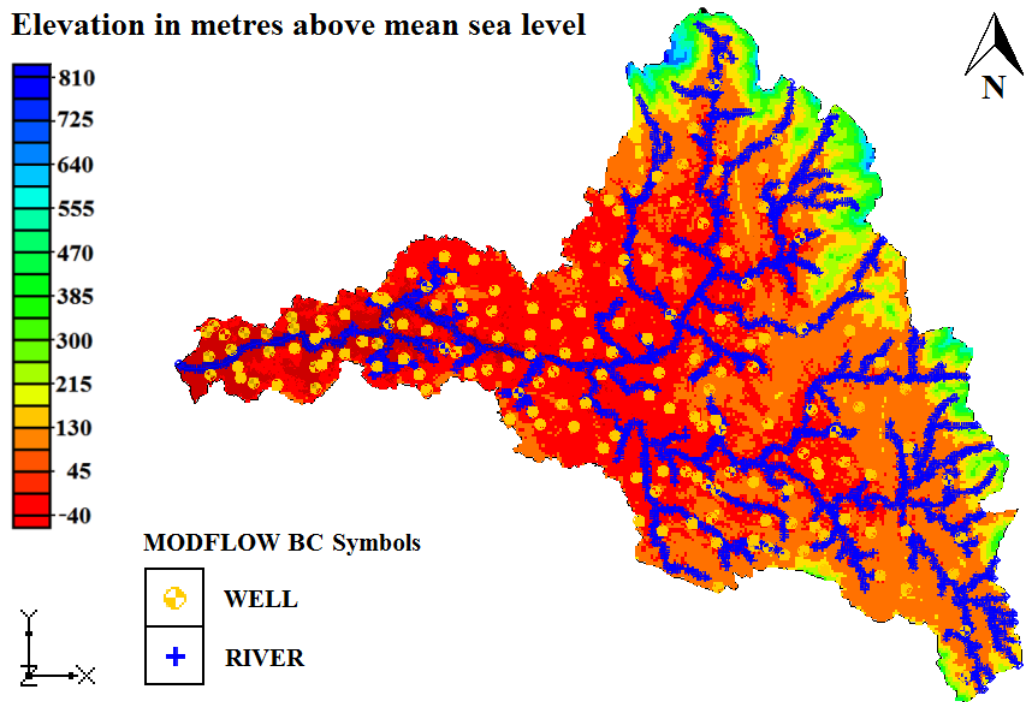 Elevation in metres above mean sea level
N
810
725
640
555
470
385
300
215
130
45
-40
MODFLOW BC Symbols
WELL
RIVER
Y
Z
X